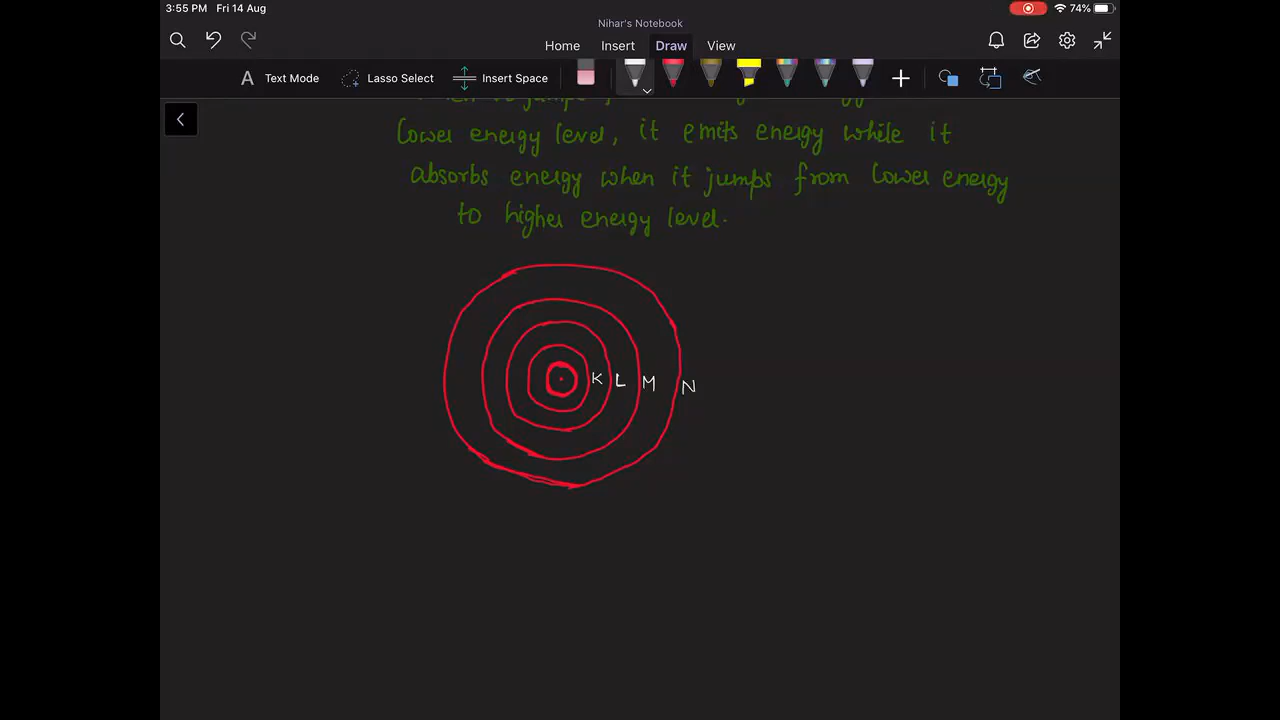 3:55 PM Fri 14 Aug
74%
Nihar's Notebook
Home Insert Draw View
Text Mode Lasso Select Insert Space
lower energy level, it emits energy while it
absorbs energy when it jumps from lower energy
to higher energy level.
K L M N